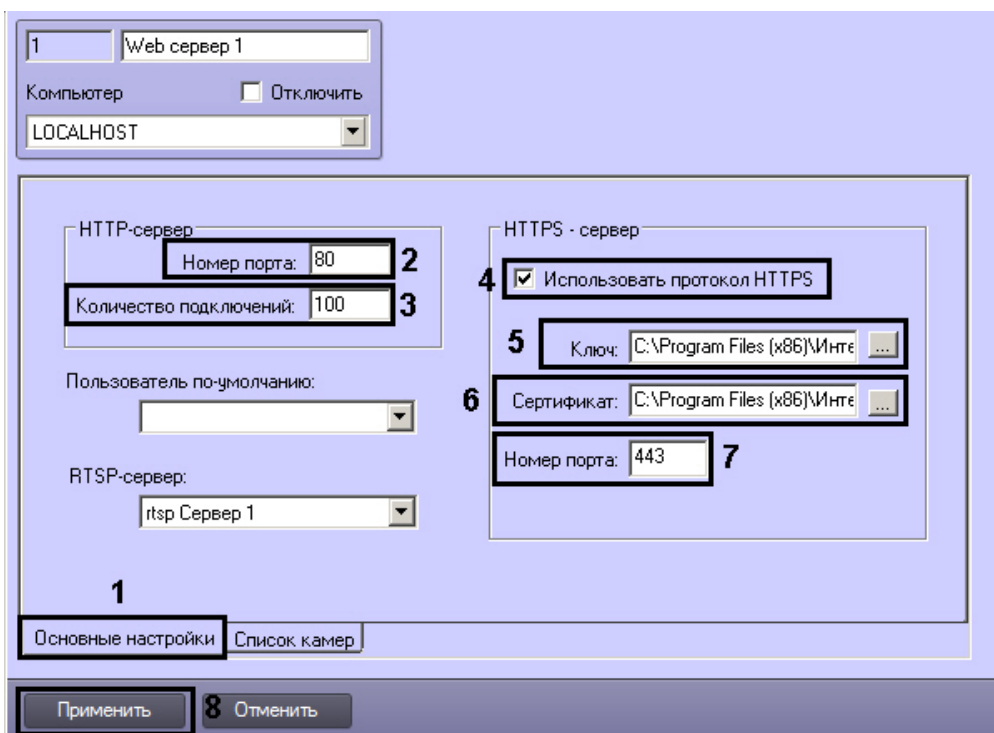 1 Web сервер 1
Компьютер Отключить
LOCALHOST
HTTP-сервер
Номер порта: 80 2
Количество подключений: 100 3
Пользователь по-умолчанию:
RTSP-сервер:
rtsp Сервер 1
HTTPS - сервер
4 Использовать протокол HTTPS
5 Ключ: C:\Program Files (x86)\Инте ...
6 Сертификат: C:\Program Files (x86)\Инте ...
Номер порта: 443 7
1
Основные настройки Список камер
Применить 8 Отменить